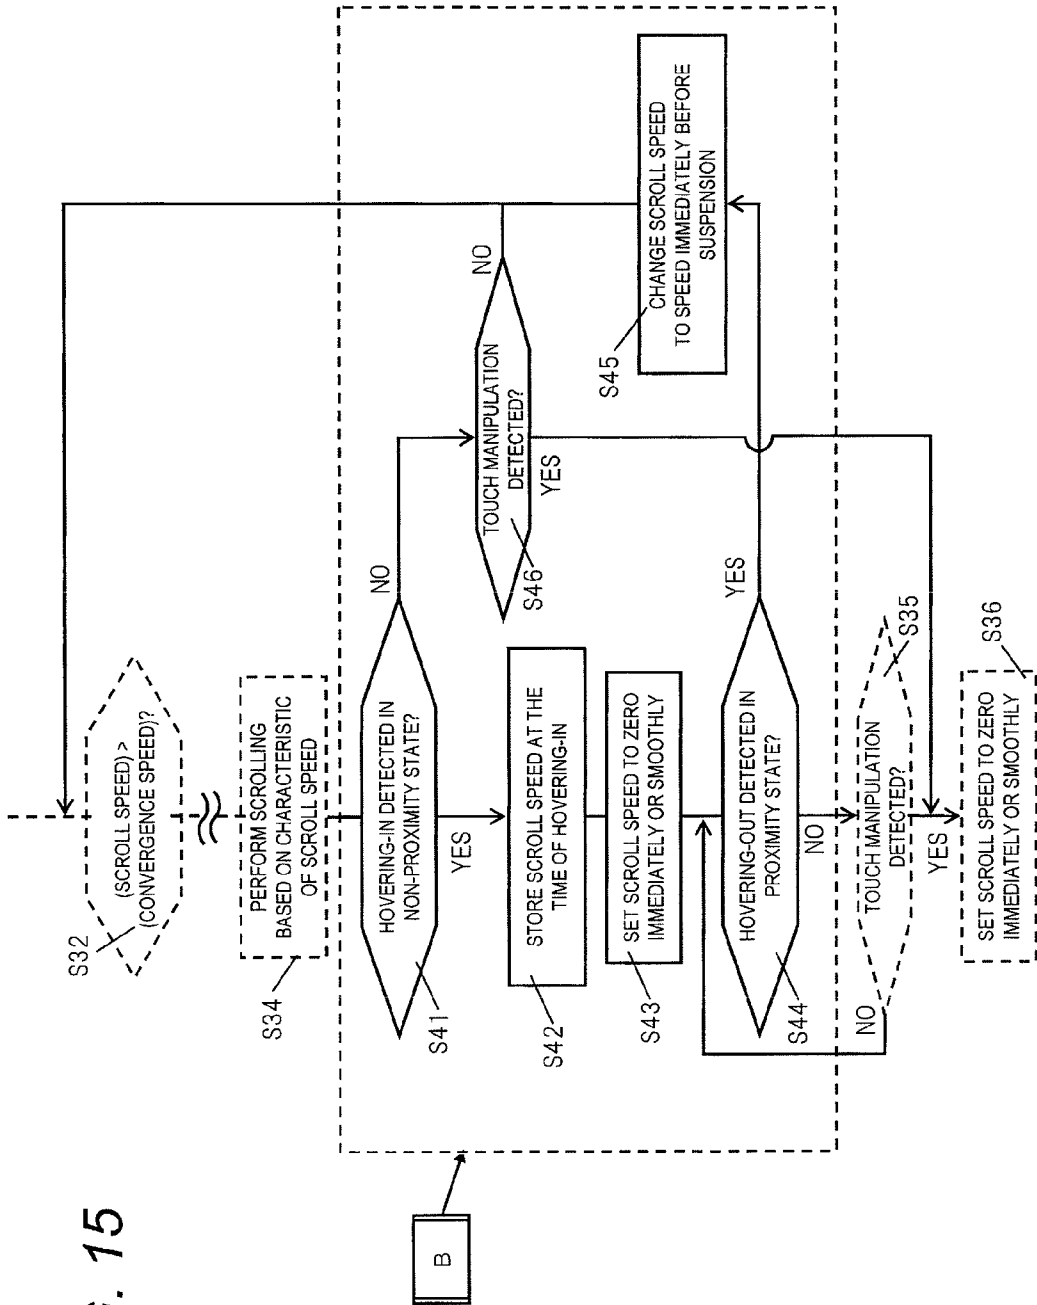 15
S32
(SCROLL SPEED) >
(CONVERGENCE SPEED)?
S34
PERFORM SCROLLING
BASED ON CHARACTERISTIC
OF SCROLL SPEED
B
S41
HOVERING-IN DETECTED IN
NON-PROXIMITY STATE?
NO
YES
S46
TOUCH MANIPULATION
DETECTED?
NO
YES
S42
STORE SCROLL SPEED AT THE
TIME OF HOVERING-IN
S43
SET SCROLL SPEED TO ZERO
IMMEDIATELY OR SMOOTHLY
S45
CHANGE SCROLL SPEED
TO SPEED IMMEDIATELY BEFORE
SUSPENSION
S44
HOVERING-OUT DETECTED IN
PROXIMITY STATE?
YES
NO
S35
TOUCH MANIPULATION
DETECTED?
NO
YES
S36
SET SCROLL SPEED TO ZERO
IMMEDIATELY OR SMOOTHLY